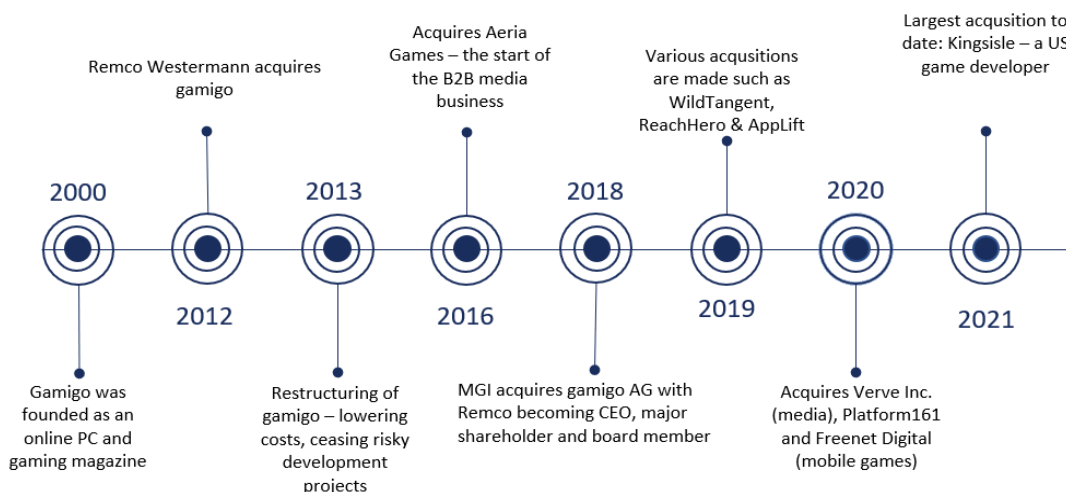 2000
Gamigo was
founded as an
online PC and
gaming magazine
Remco Westermann acquires
gamigo
2012
2013
Restructuring of
gamigo – lowering
costs, ceasing risky
development
projects
Acquires Aeria
Games – the start of
the B2B media
business
2016
2018
MGI acquires gamigo AG with
Remco becoming CEO, major
shareholder and board member
Various acqusitions
are made such as
WildTangent,
ReachHero & AppLift
2019
2020
Acquires Verve Inc.
(media), Platform161
and Freenet Digital
(mobile games)
Largest acqusition to
date: Kingsisle – a US
game developer
2021